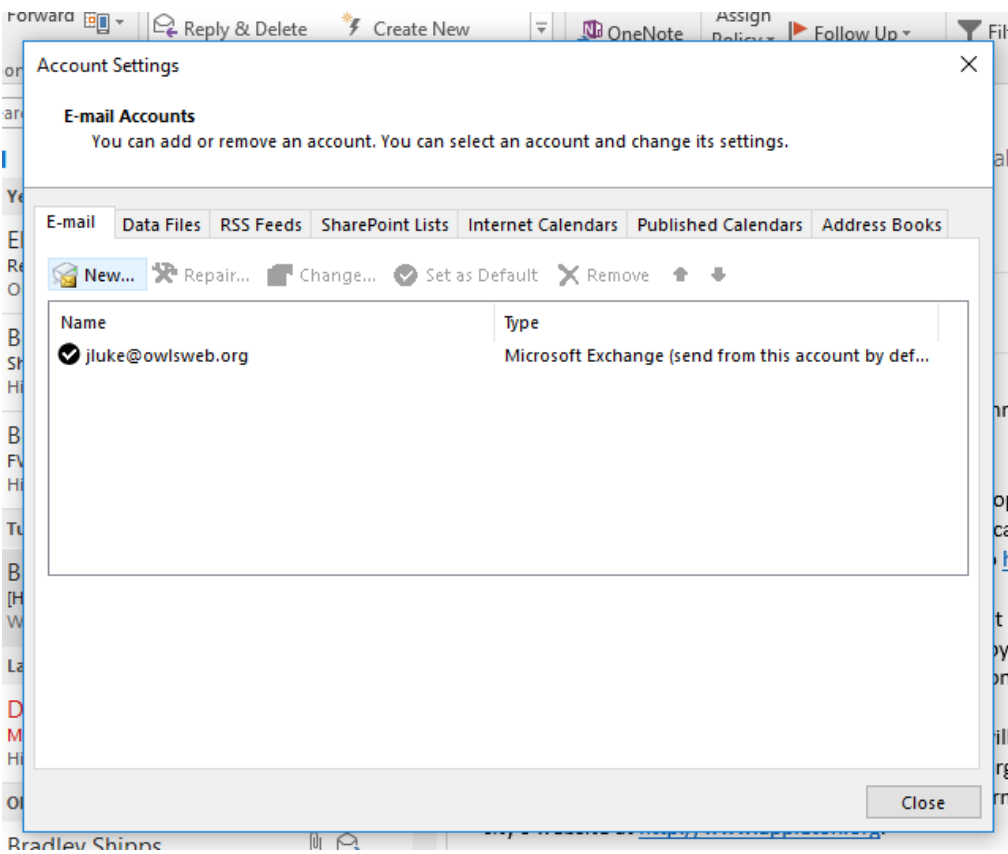 Forward
Reply & Delete
Create New
OneNote
Assign
Policy
Follow Up
Account Settings
E-mail Accounts
You can add or remove an account. You can select an account and change its settings.
E-mail Data Files RSS Feeds SharePoint Lists Internet Calendars Published Calendars Address Books
New... Repair... Change... Set as Default Remove
Name Type
jluke@owlsweb.org Microsoft Exchange (send from this account by def...
Close
Bradley Shipps